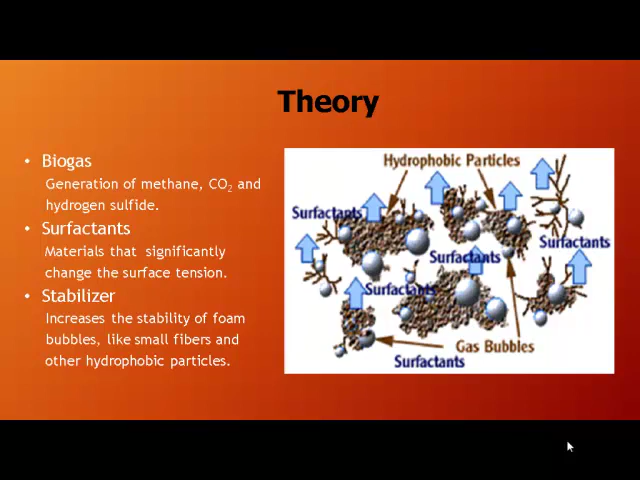 Theory
• Biogas
Generation of methane, CO₂ and
hydrogen sulfide.
• Surfactants
Materials that significantly
change the surface tension.
• Stabilizer
Increases the stability of foam
bubbles, like small fibers and
other hydrophobic particles.
Hydrophobic Particles
Surfactants
Surfactants
Surfactants
Surfactants
Gas Bubbles
Surfactants